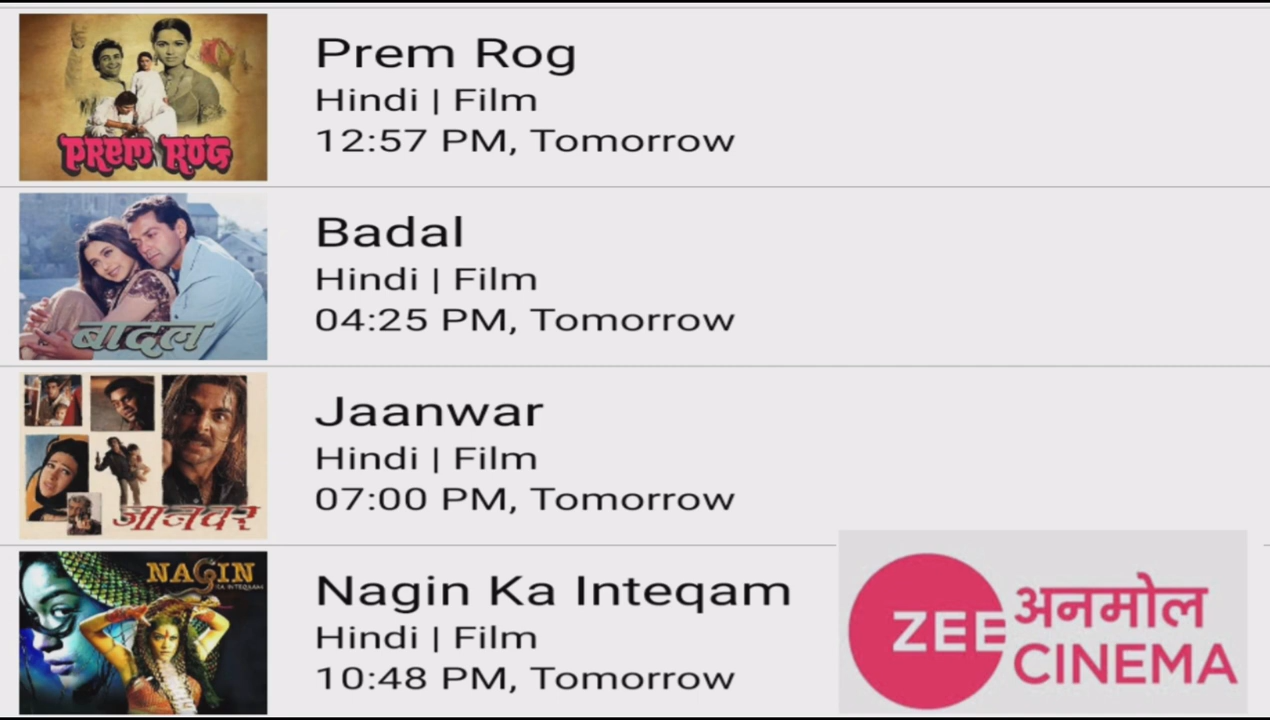 PREM ROG
Prem Rog
Hindi | Film
12:57 PM, Tomorrow
बादल
Badal
Hindi | Film
04:25 PM, Tomorrow
जानवर
Jaanwar
Hindi | Film
07:00 PM, Tomorrow
NAGIN
KA INTEQAM
Nagin Ka Inteqam
Hindi | Film
10:48 PM, Tomorrow
ZEE अनमोल
CINEMA